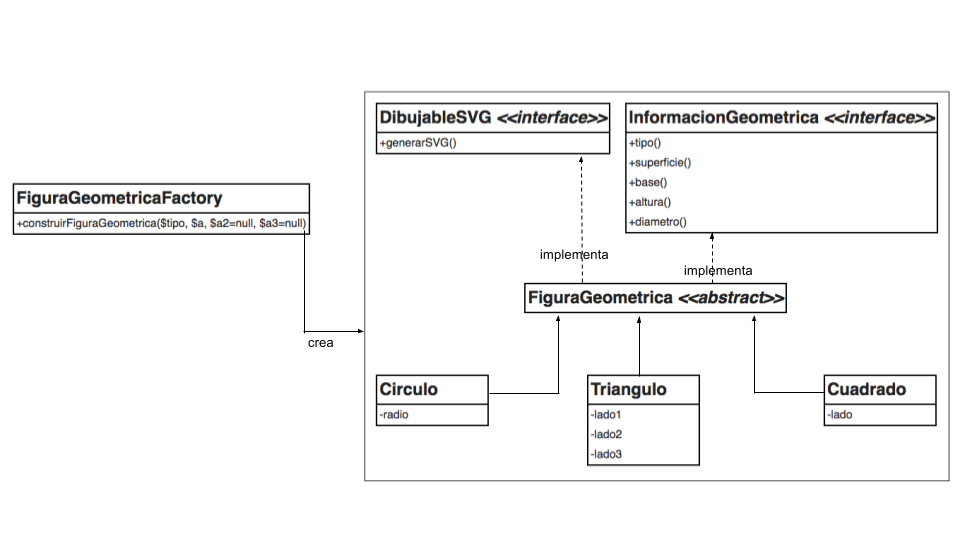 DibujableSVG <<interface>>
+generarSVG()
InformacionGeometrica <<interface>>
+tipo()
+superficie()
+base()
+altura()
+diametro()
FiguraGeometricaFactory
+construirFiguraGeometrica($tipo, $a, $a2=null, $a3=null)
implementa
implementa
FiguraGeometrica <<abstract>>
crea
Circulo
-radio
Triangulo
-lado1
-lado2
-lado3
Cuadrado
-lado